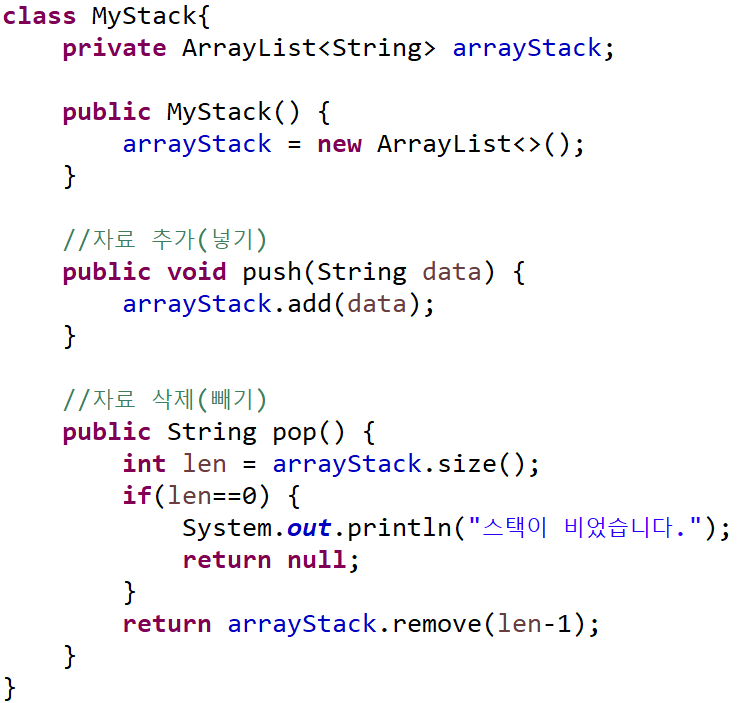 class MyStack{
    private ArrayList<String> arrayStack;
    public MyStack() {
        arrayStack = new ArrayList<>();
    }
    //자료 추가(넣기)
    public void push(String data) {
        arrayStack.add(data);
    }
    //자료 삭제(빼기)
    public String pop() {
        int len = arrayStack.size();
        if(len==0) {
            System.out.println("스택이 비었습니다.");
            return null;
        }
        return arrayStack.remove(len-1);
    }
}